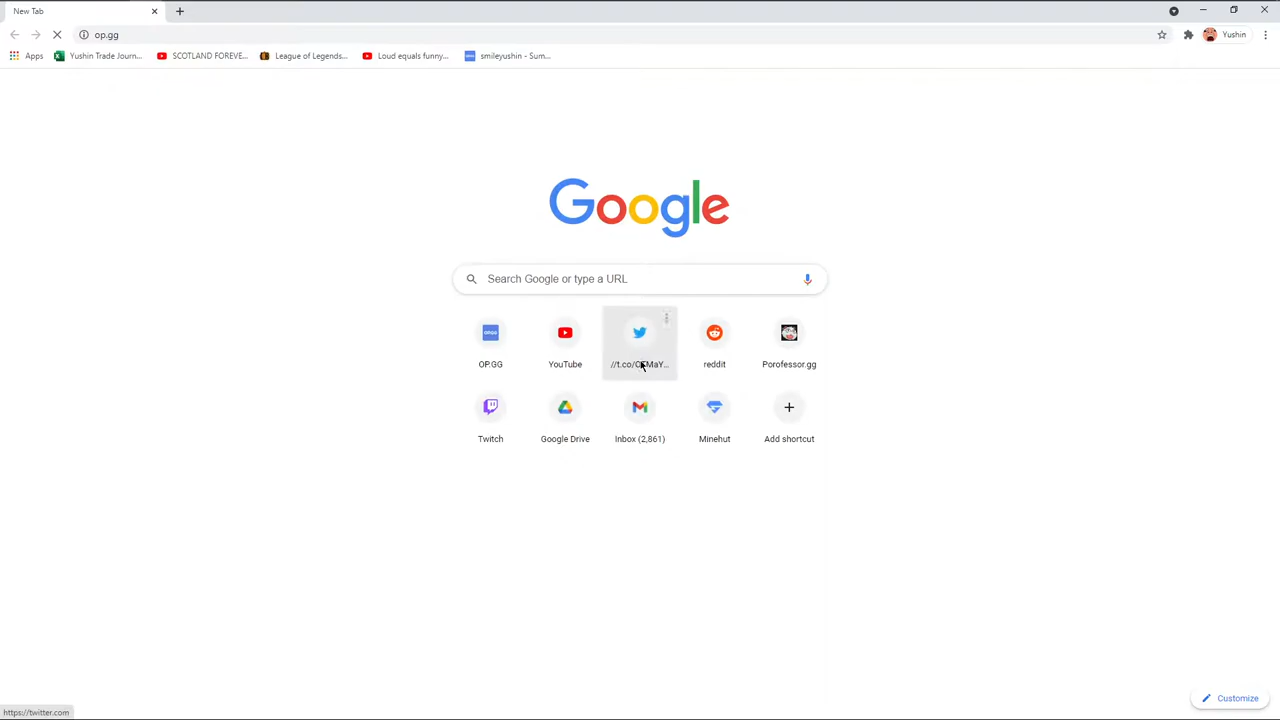 New Tab
op.gg
Yushin
Apps
Yushin Trade Journ...
SCOTLAND FOREVE...
League of Legends...
Loud equals funny...
smileyushin - Sum...
Google
Search Google or type a URL
OP.GG
YouTube
reddit
Porofessor.gg
Twitch
Google Drive
Inbox (2,861)
Minehut
Add shortcut
Customize
https://twitter.com